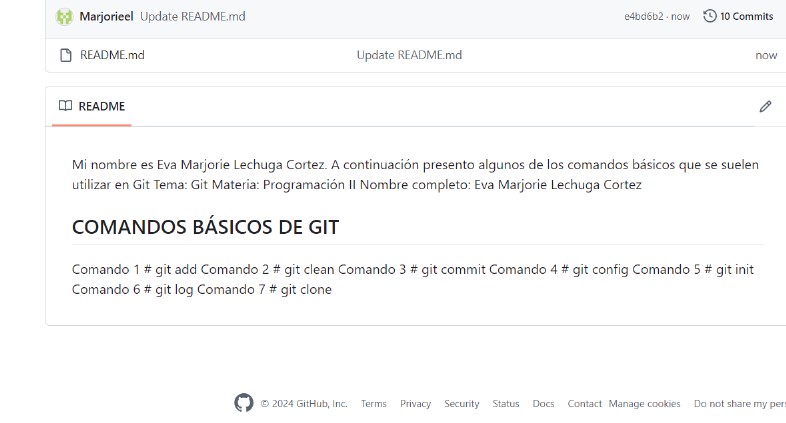 Marjorieel Update README.md e4bd6b2 · now 10 Commits
README.md Update README.md now
README
Mi nombre es Eva Marjorie Lechuga Cortez. A continuación presento algunos de los comandos básicos que se suelen
utilizar en Git Tema: Git Materia: Programación II Nombre completo: Eva Marjorie Lechuga Cortez
COMANDOS BÁSICOS DE GIT
Comando 1 # git add Comando 2 # git clean Comando 3 # git commit Comando 4 # git config Comando 5 # git init
Comando 6 # git log Comando 7 # git clone
© 2024 GitHub, Inc. Terms Privacy Security Status Docs Contact Manage cookies Do not share my